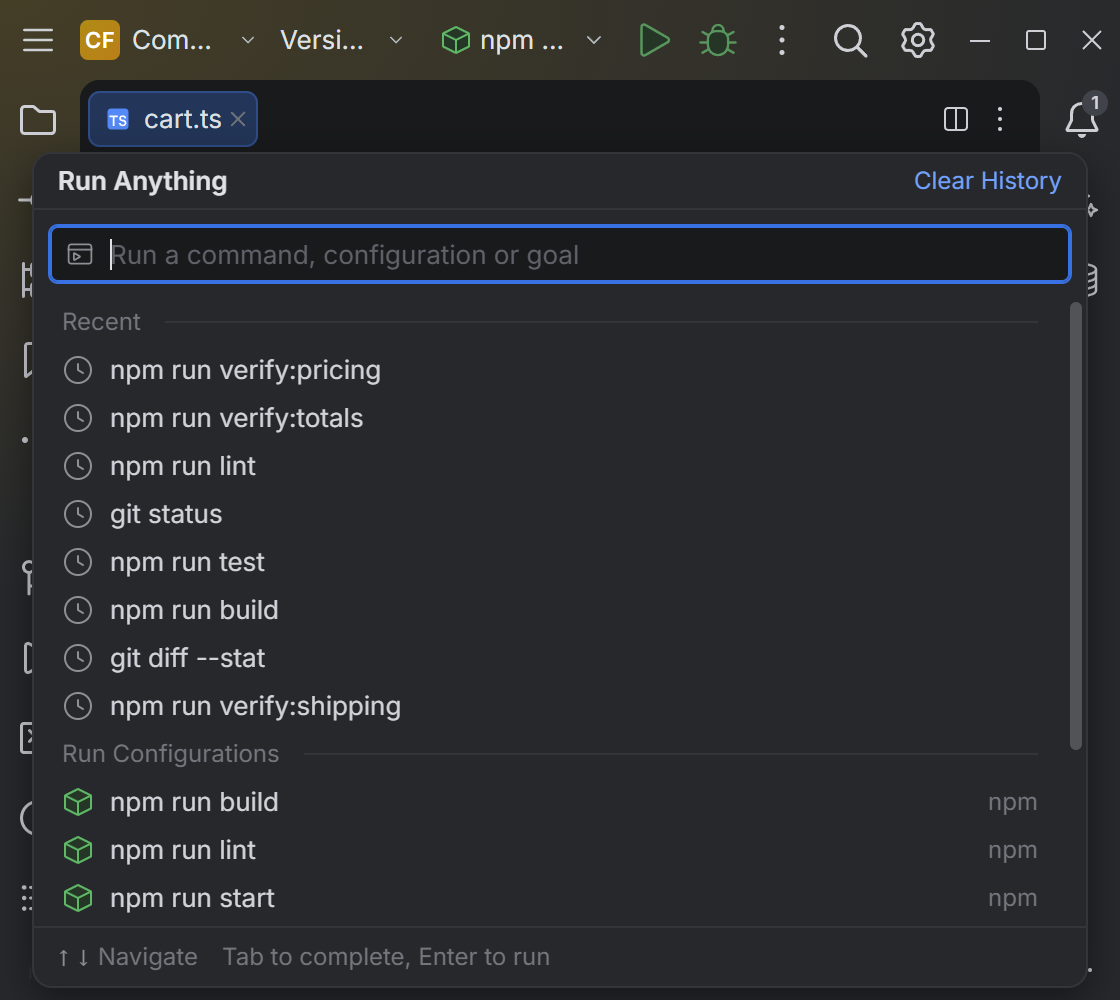 CF Com... Versi... npm ...
TS cart.ts
1
Run Anything Clear History
Run a command, configuration or goal
Recent
npm run verify:pricing
npm run verify:totals
npm run lint
git status
npm run test
npm run build
git diff --stat
npm run verify:shipping
Run Configurations
npm run build npm
npm run lint npm
npm run start npm
↑ ↓ Navigate Tab to complete, Enter to run